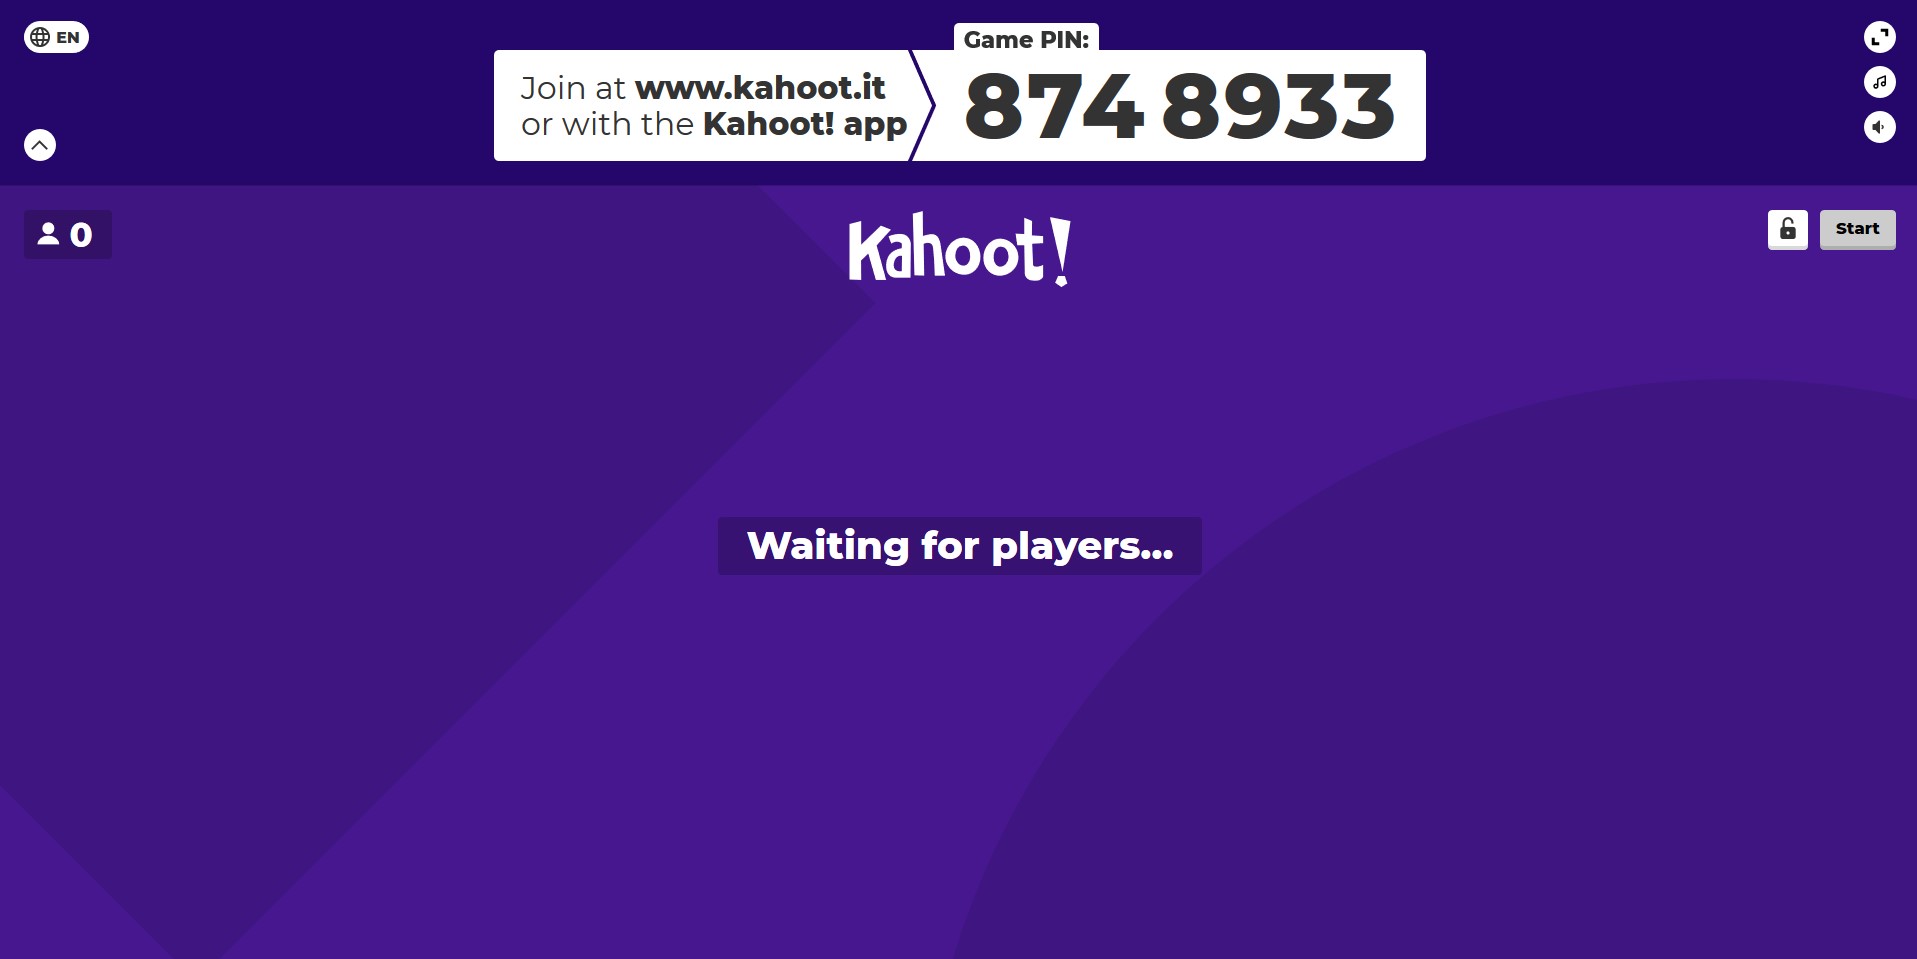 EN
Game PIN:
Join at www.kahoot.it
or with the Kahoot! app
874 8933
0
Kahoot!
Start
Waiting for players...